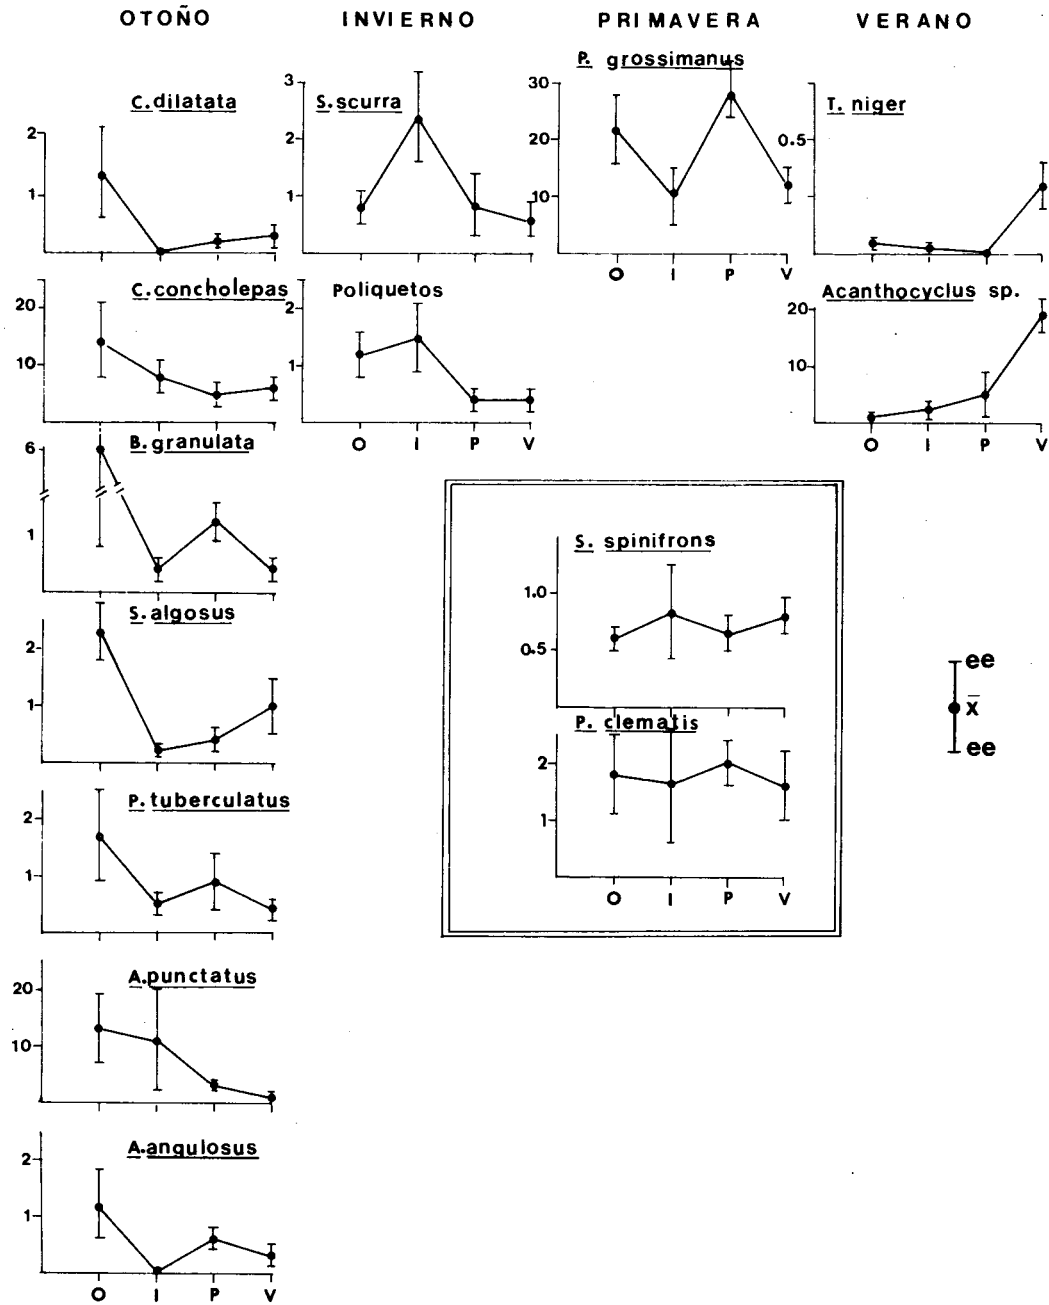 OTOÑO
INVIERNO
PRIMAVERA
VERANO
C. dilatata
2
1
C. concholepas
20
10
B. granulata
6
1
S. algosus
2
1
P. tuberculatus
2
1
A. punctatus
20
10
A. angulosus
2
1
O I P V
S. scurra
3
2
1
Poliquetos
2
1
O I P V
P. grossimanus
30
20
10
O I P V
T. niger
0.5
Acanthocyclus sp.
20
10
O I P V
S. spinifrons
1.0
0.5
P. clematis
2
1
O I P V
ee
x̄
ee